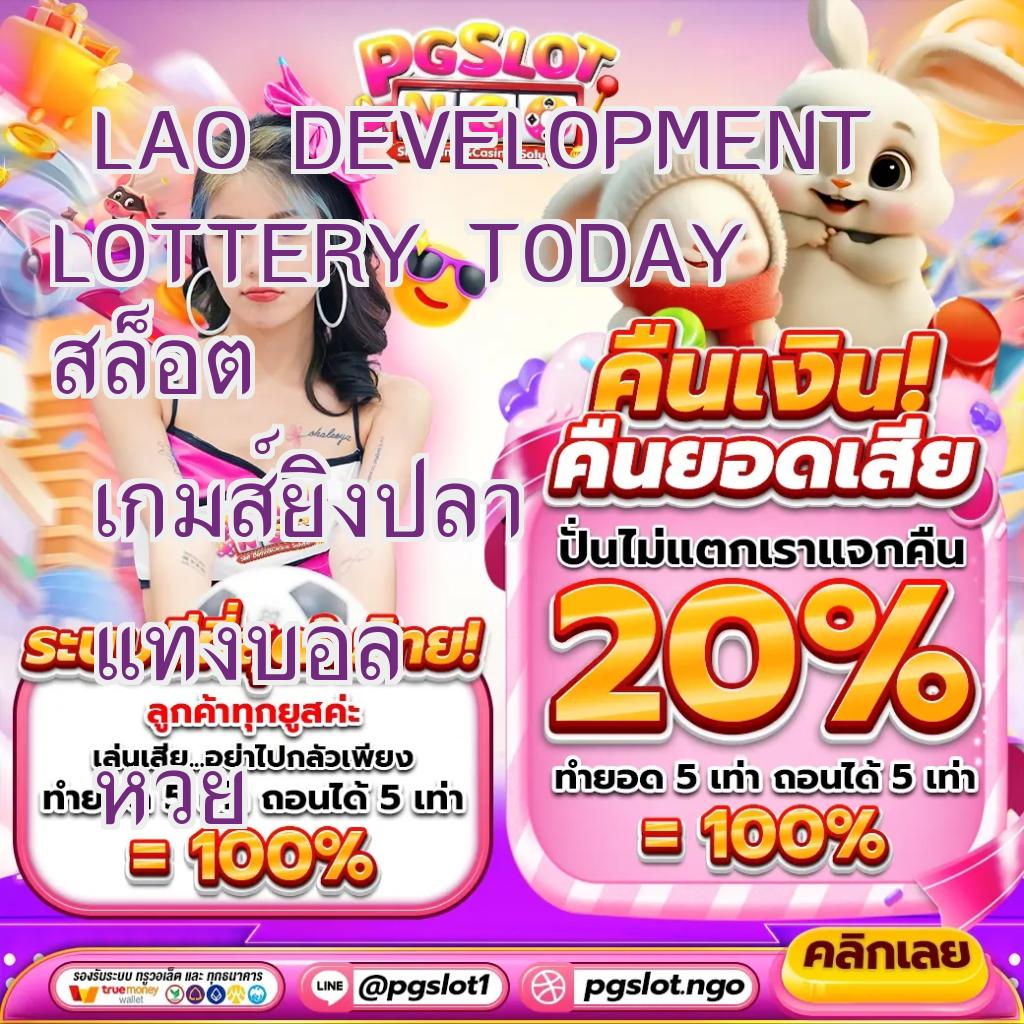 PGSLOT
LAO DEVELOPMENT
LOTTERY TODAY
สล็อต
เกมส์ยิงปลา
แทงบอล
หวย
คืนเงิน!
คืนยอดเสีย
ปั่นไม่แตกเราแจกคืน
20%
ทำยอด 5 เท่า ถอนได้ 5 เท่า
= 100%
ลูกค้าทุกยูสค่ะ
เล่นเสีย...อย่าไปกลัวเพียง
ถอนได้ 5 เท่า
= 100%
คลิกเลย
รองรับระบบ ทรูวอเล็ต และ ทุกธนาคาร
truemoney
wallet
LINE @pgslot1
pgslot.ngo